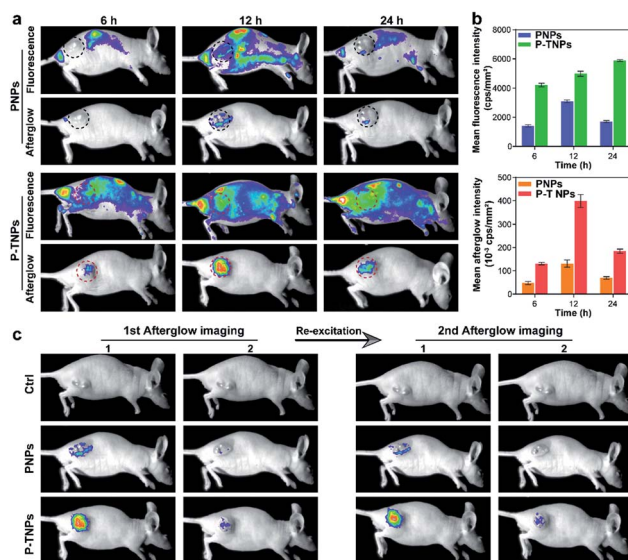 a
6 h
12 h
24 h
PNPs
Fluorescence
Afterglow
P-TNPs
Fluorescence
Afterglow
b
PNPs
P-TNPs
Mean fluorescence intensity
(cps/mm²)
8000
6000
4000
2000
0
6
12
24
Time (h)
PNPs
P-T NPs
Mean afterglow intensity
(10⁻³ cps/mm²)
500
400
300
200
100
0
6
12
24
Time (h)
c
1st Afterglow imaging
Re-excitation
2nd Afterglow imaging
1
2
1
2
Ctrl
PNPs
P-TNPs